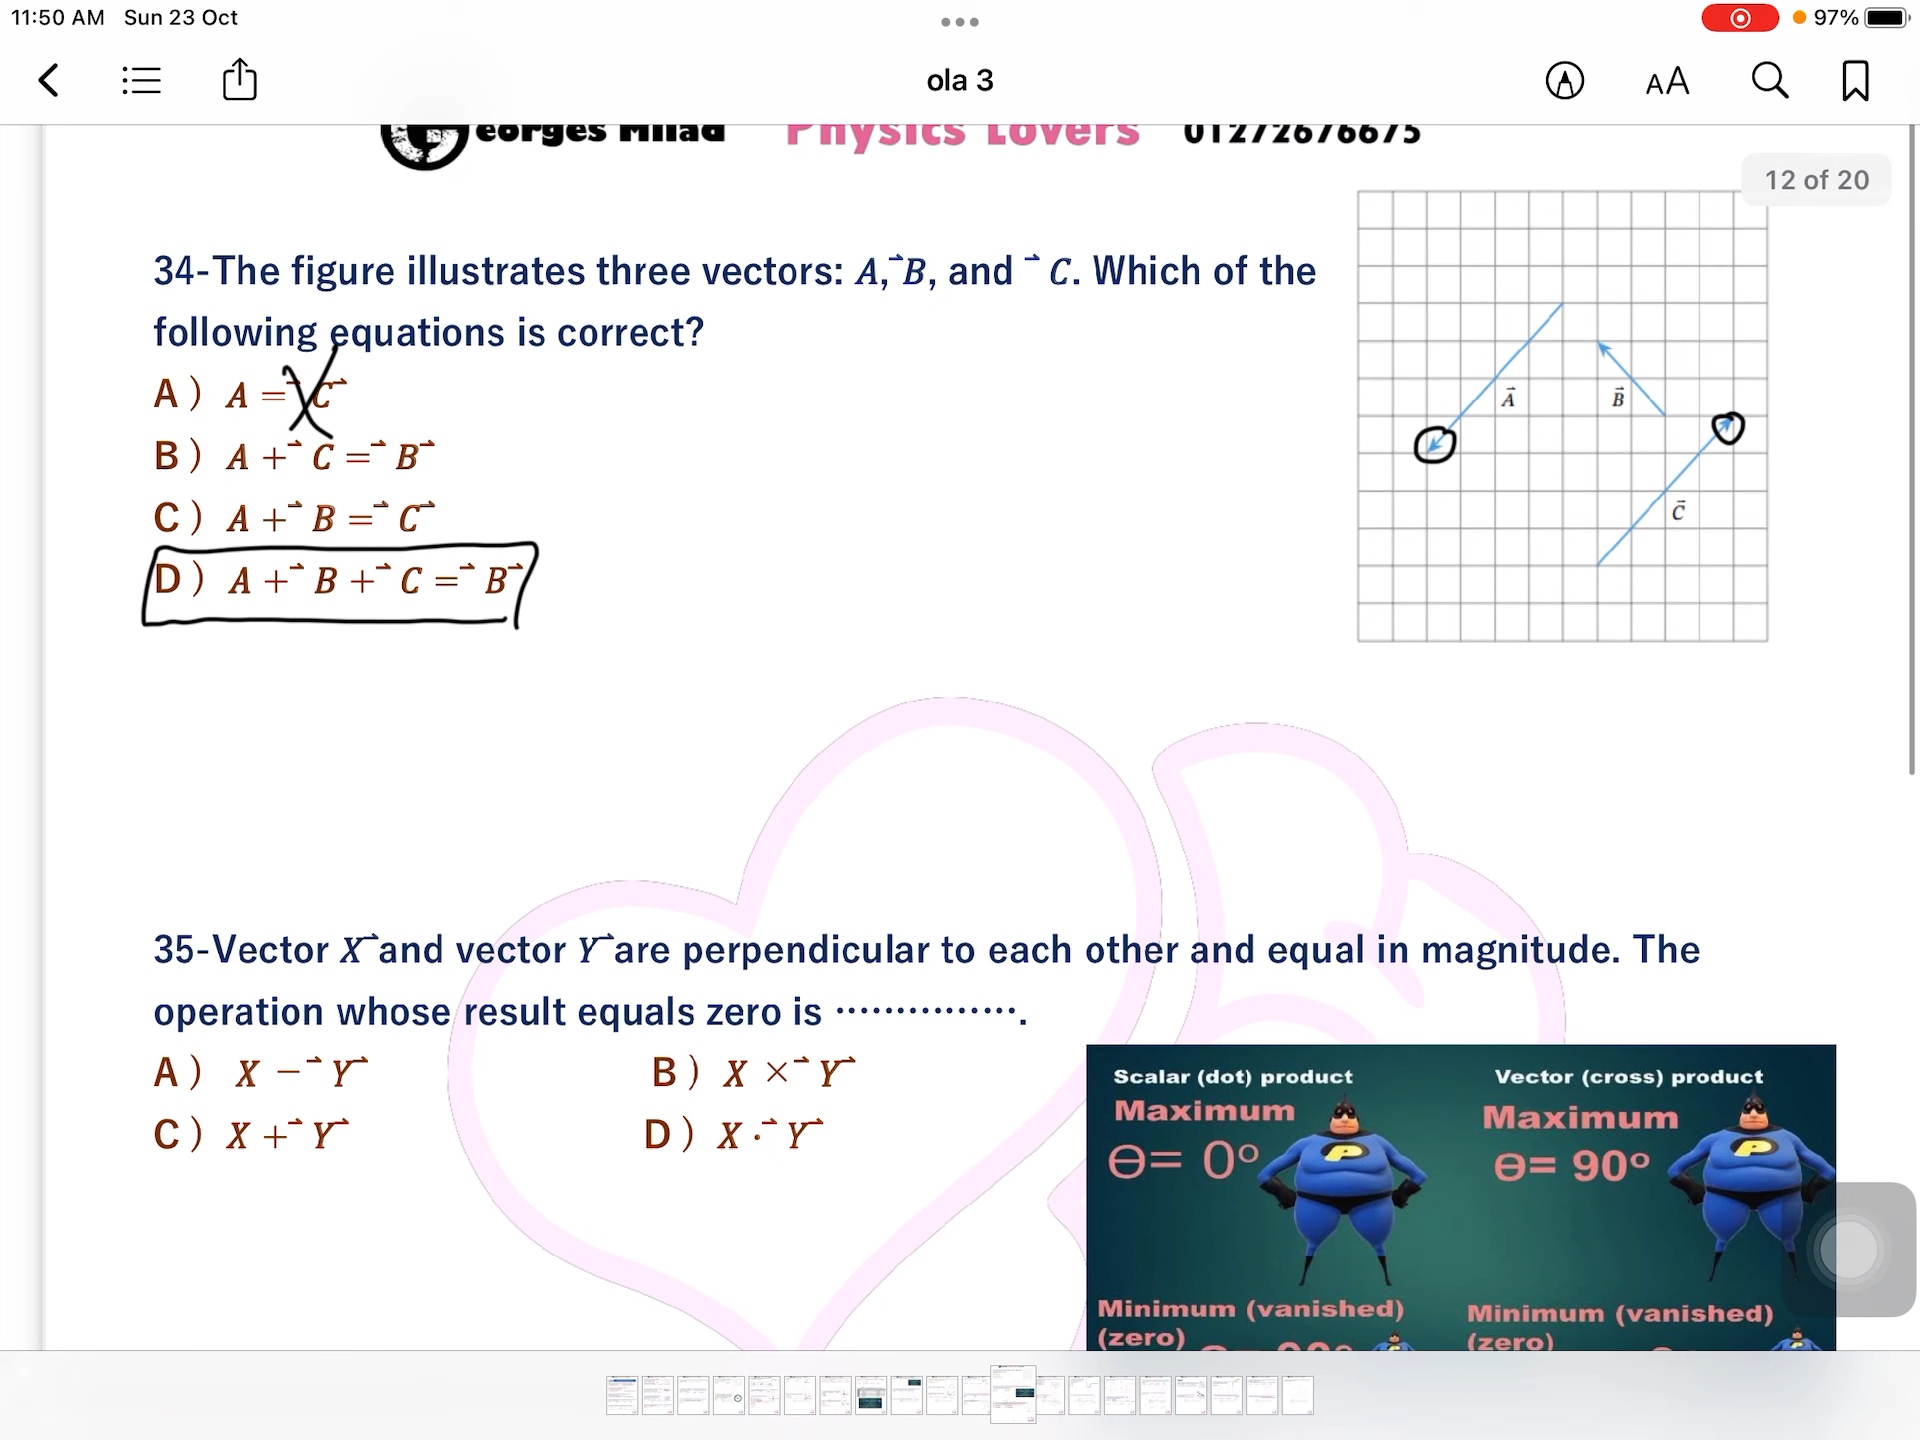 11:50 AM Sun 23 Oct
97%
ola 3
AA
eorges Milad Physics Lovers 01272676675
12 of 20
34-The figure illustrates three vectors: A, ⃗B, and ⃗ C. Which of the
following equations is correct?
A) A =⃗ C⃗
B) A +⃗ C =⃗ B⃗
C) A +⃗ B =⃗ C⃗
D) A +⃗ B +⃗ C =⃗ B⃗
A⃗
B⃗
C⃗
35-Vector X⃗ and vector Y⃗ are perpendicular to each other and equal in magnitude. The
operation whose result equals zero is ...............
A) X −⃗ Y⃗ B) X ×⃗ Y⃗
C) X +⃗ Y⃗ D) X ·⃗ Y⃗
Scalar (dot) product Vector (cross) product
Maximum Maximum
Θ= 0° Θ= 90°
P P
Minimum (vanished) Minimum (vanished)
(zero) (zero)